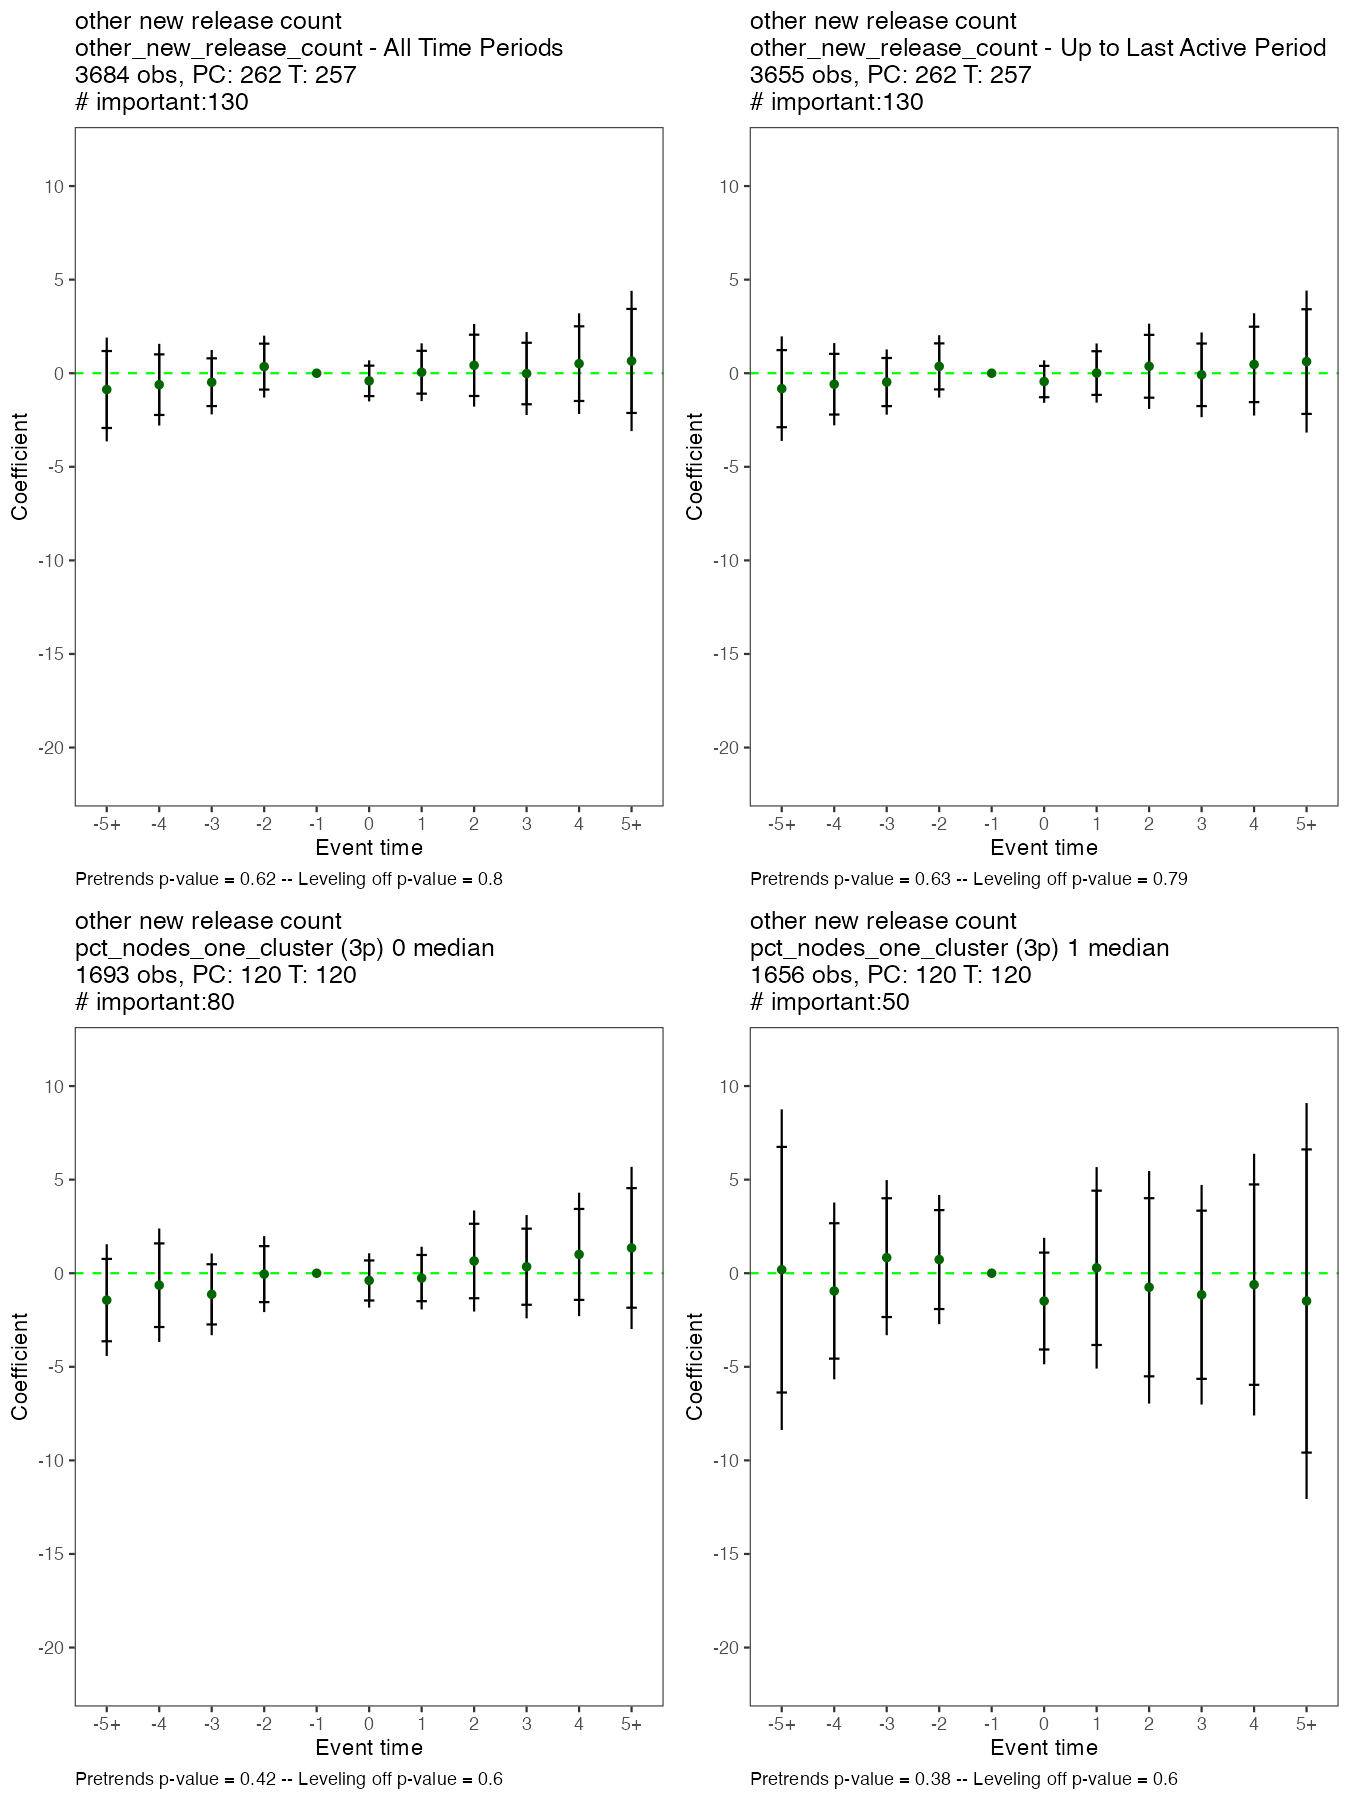 other new release count
other_new_release_count - All Time Periods
3684 obs, PC: 262 T: 257
# important:130
10
5
0
-5
-10
-15
-20
Coefficient
-5+ -4 -3 -2 -1 0 1 2 3 4 5+
Event time
Pretrends p-value = 0.62 -- Leveling off p-value = 0.8
other new release count
other_new_release_count - Up to Last Active Period
3655 obs, PC: 262 T: 257
# important:130
10
5
0
-5
-10
-15
-20
Coefficient
-5+ -4 -3 -2 -1 0 1 2 3 4 5+
Event time
Pretrends p-value = 0.63 -- Leveling off p-value = 0.79
other new release count
pct_nodes_one_cluster (3p) 0 median
1693 obs, PC: 120 T: 120
# important:80
10
5
0
-5
-10
-15
-20
Coefficient
-5+ -4 -3 -2 -1 0 1 2 3 4 5+
Event time
Pretrends p-value = 0.42 -- Leveling off p-value = 0.6
other new release count
pct_nodes_one_cluster (3p) 1 median
1656 obs, PC: 120 T: 120
# important:50
10
5
0
-5
-10
-15
-20
Coefficient
-5+ -4 -3 -2 -1 0 1 2 3 4 5+
Event time
Pretrends p-value = 0.38 -- Leveling off p-value = 0.6